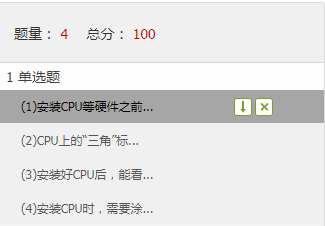 题量： 4 总分： 100
1 单选题
(1)安装CPU等硬件之前...
(2)CPU上的“三角”标...
(3)安装好CPU后，能看...
(4)安装CPU时，需要涂...